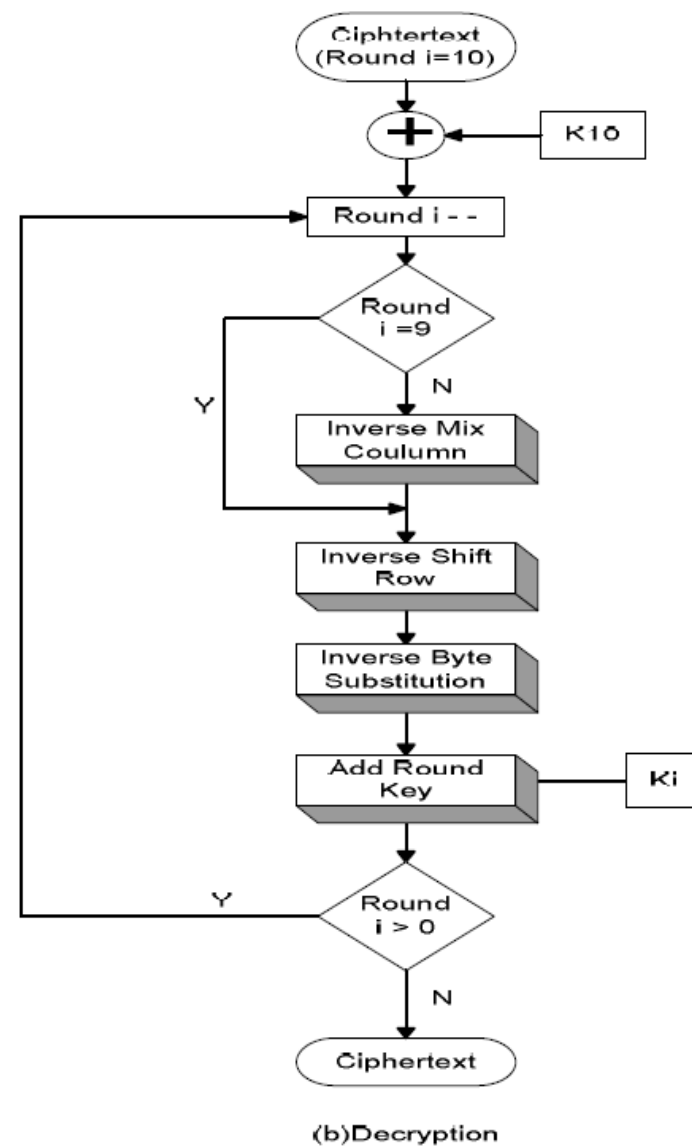 Ciphtertext
(Round i=10)
+
K10
Round i - -
Round
i =9
Y
N
Inverse Mix
Coulumn
Inverse Shift
Row
Inverse Byte
Substitution
Add Round
Key
Ki
Y
Round
i > 0
N
Ciphertext
(b)Decryption